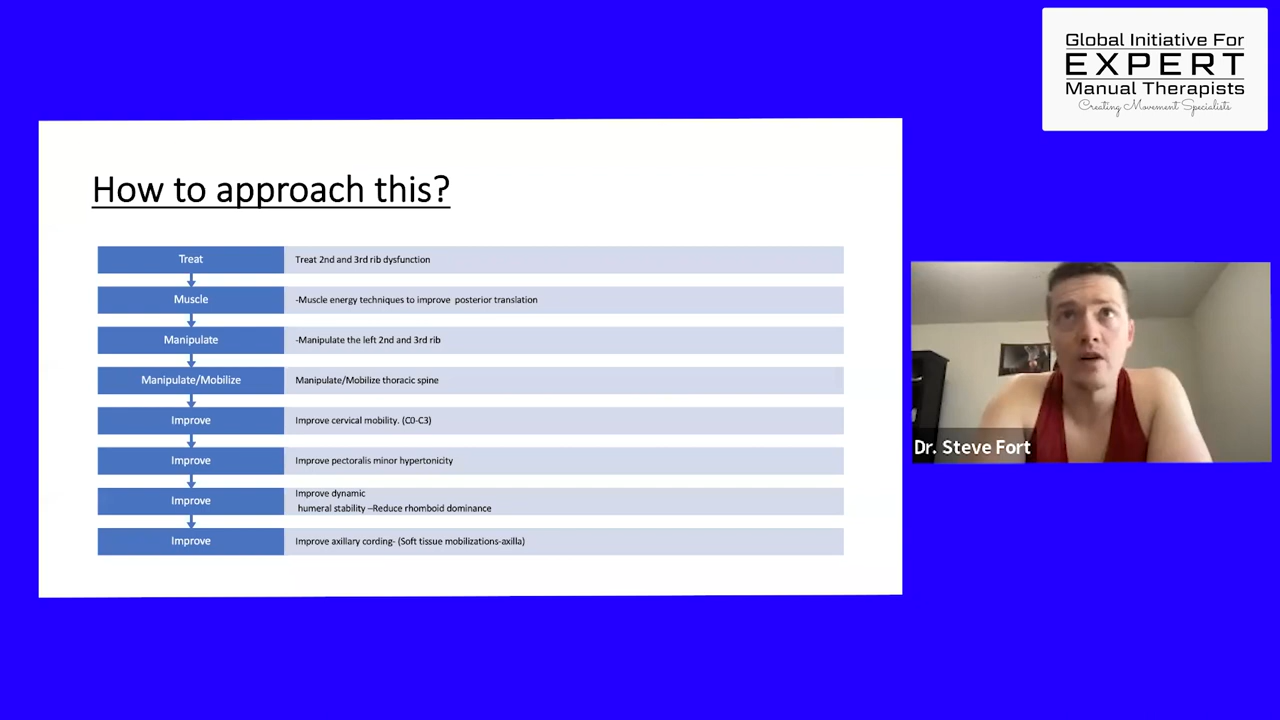 Global Initiative For
EXPERT
Manual Therapists
Creating Movement Specialists
How to approach this?
Treat
Treat 2nd and 3rd rib dysfunction
Muscle
-Muscle energy techniques to improve posterior translation
Manipulate
-Manipulate the left 2nd and 3rd rib
Manipulate/Mobilize
Manipulate/Mobilize thoracic spine
Improve
Improve cervical mobility. (C0-C3)
Improve
Improve pectoralis minor hypertonicity
Improve
Improve dynamic
humeral stability –Reduce rhomboid dominance
Improve
Improve axillary cording- (Soft tissue mobilizations-axilla)
Dr. Steve Fort